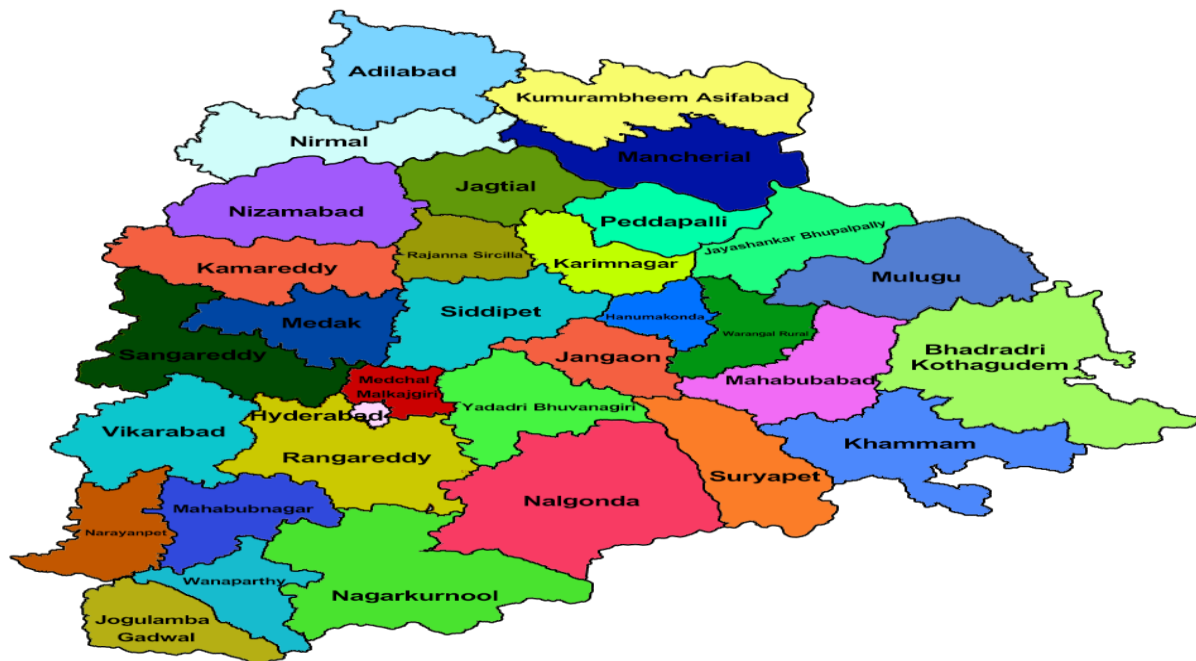 Adilabad
Kumurambheem Asifabad
Nirmal
Mancherial
Jagtial
Nizamabad
Peddapalli
Jayashankar Bhupalpally
Rajanna Sircilla
Karimnagar
Kamareddy
Mulugu
Siddipet
Hanumakonda
Medak
Warangal Rural
Sangareddy
Jangaon
Bhadradri
Kothagudem
Medchal
Malkajgiri
Mahabubabad
Yadadri Bhuvanagiri
Hyderabad
Vikarabad
Khammam
Rangareddy
Suryapet
Nalgonda
Mahabubnagar
Narayanpet
Wanaparthy
Nagarkurnool
Jogulamba
Gadwal